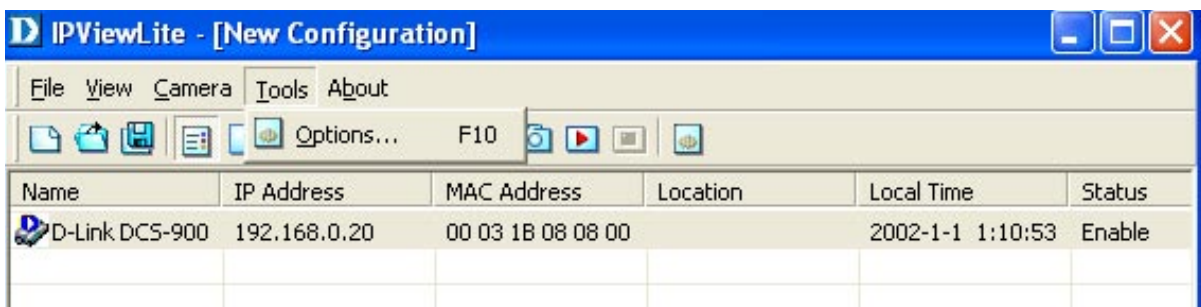 IPViewLite - [New Configuration]
File View Camera Tools About
Options... F10
Name IP Address MAC Address Location Local Time Status
D-Link DCS-900 192.168.0.20 00 03 1B 08 08 00 2002-1-1 1:10:53 Enable